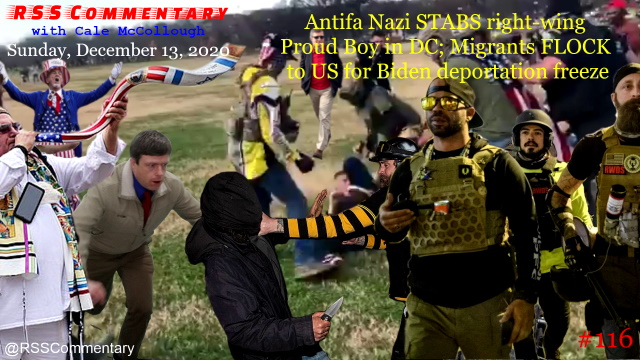 RSS COMMENTARY
with Cale McCollough
Sunday, December 13, 2020
Antifa Nazi STABS right-wing
Proud Boy in DC; Migrants FLOCK
to US for Biden deportation freeze
RWDS
#116
@RSSCommentary